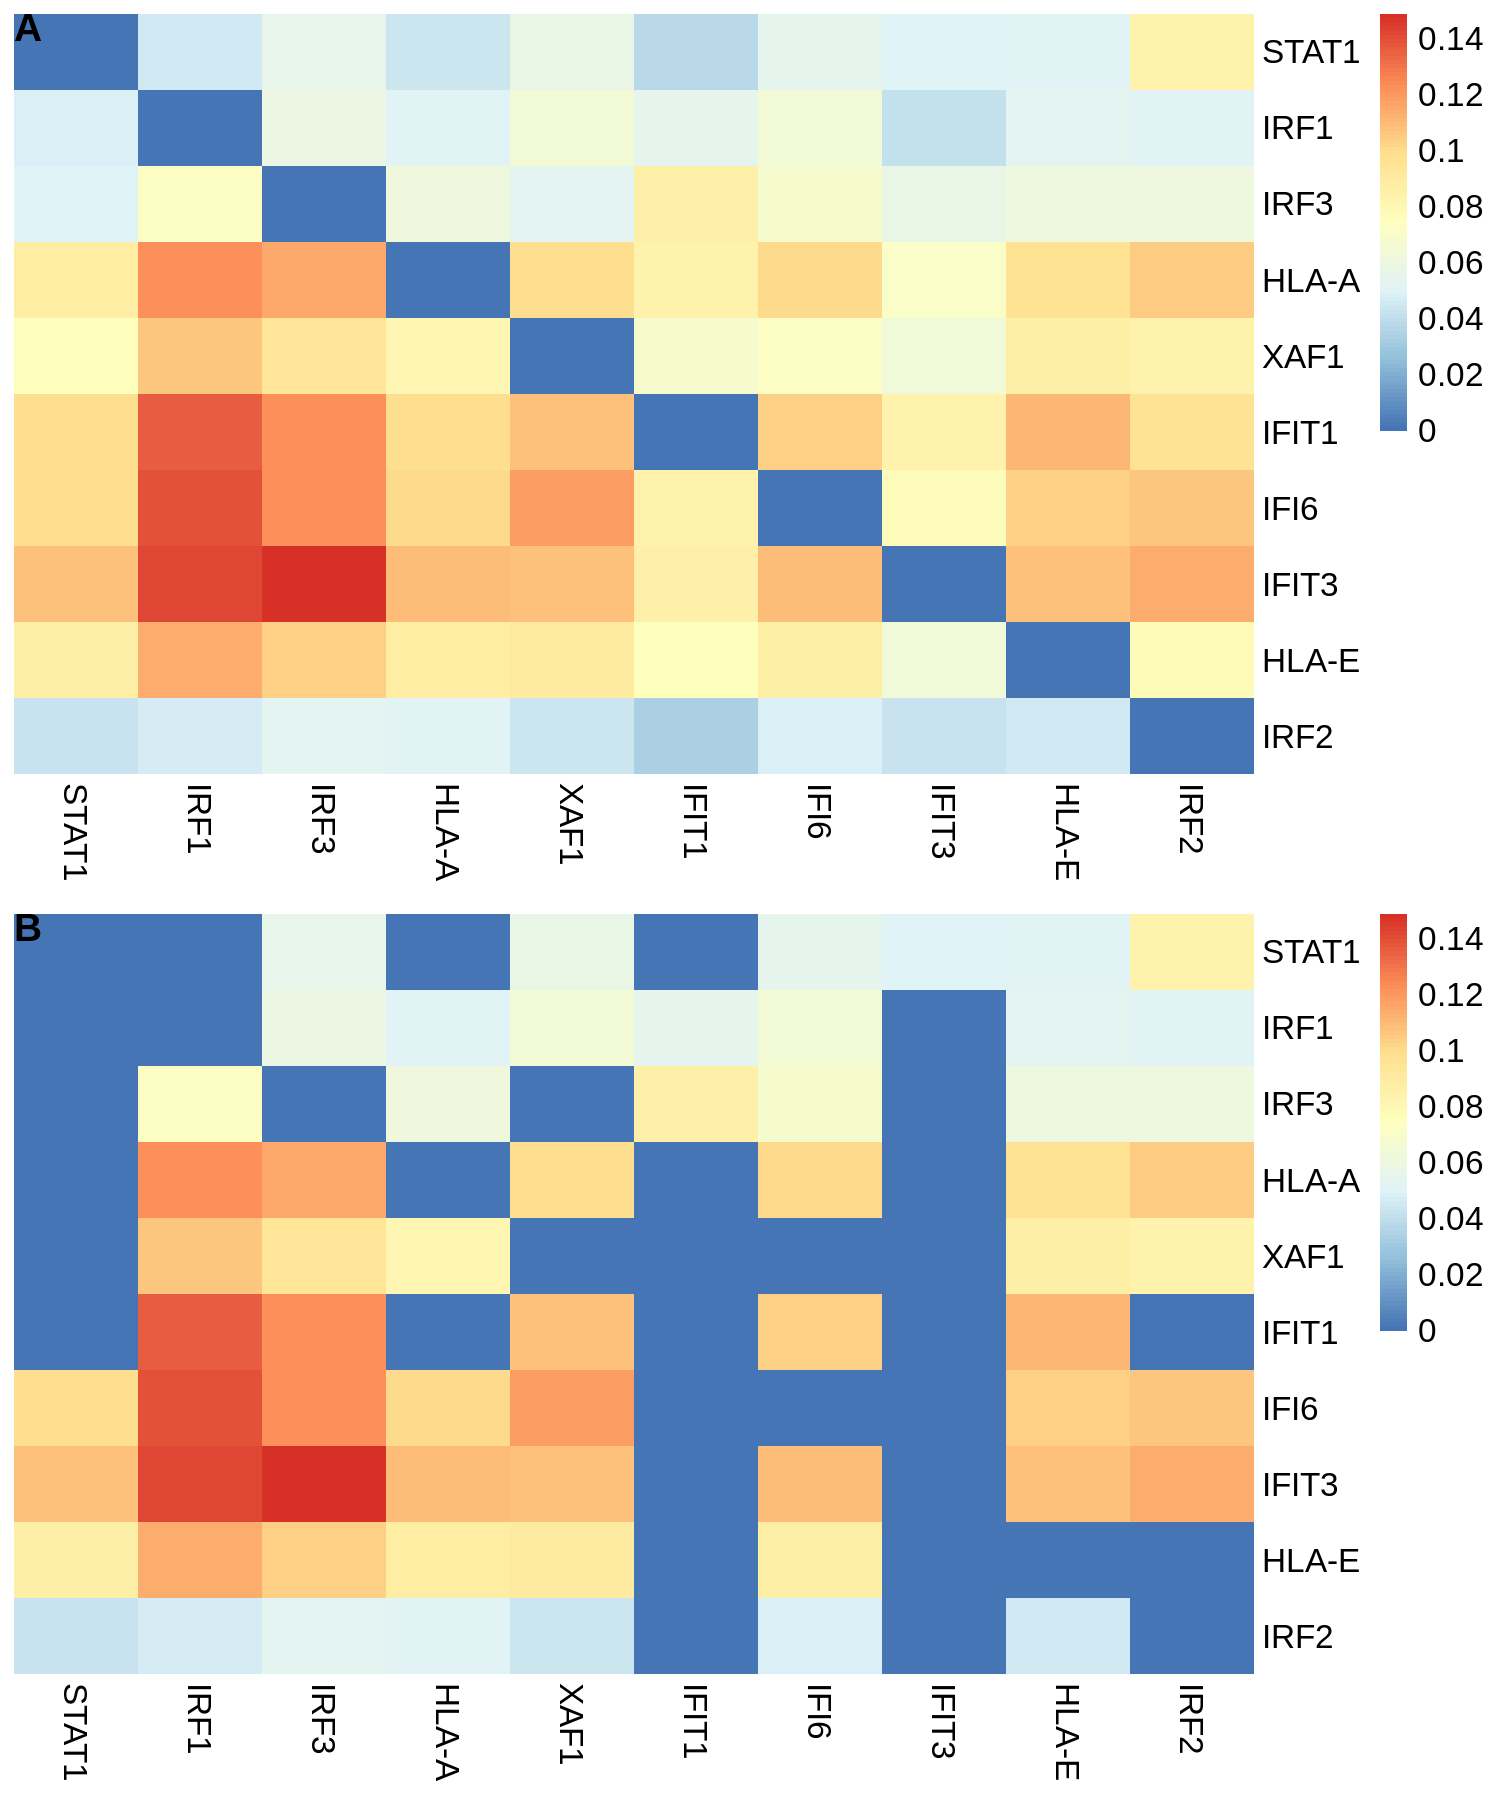 A
STAT1
IRF1
IRF3
HLA-A
XAF1
IFIT1
IFI6
IFIT3
HLA-E
IRF2
0.14
0.12
0.1
0.08
0.06
0.04
0.02
0
STAT1
IRF1
IRF3
HLA-A
XAF1
IFIT1
IFI6
IFIT3
HLA-E
IRF2
B
STAT1
IRF1
IRF3
HLA-A
XAF1
IFIT1
IFI6
IFIT3
HLA-E
IRF2
0.14
0.12
0.1
0.08
0.06
0.04
0.02
0
STAT1
IRF1
IRF3
HLA-A
XAF1
IFIT1
IFI6
IFIT3
HLA-E
IRF2